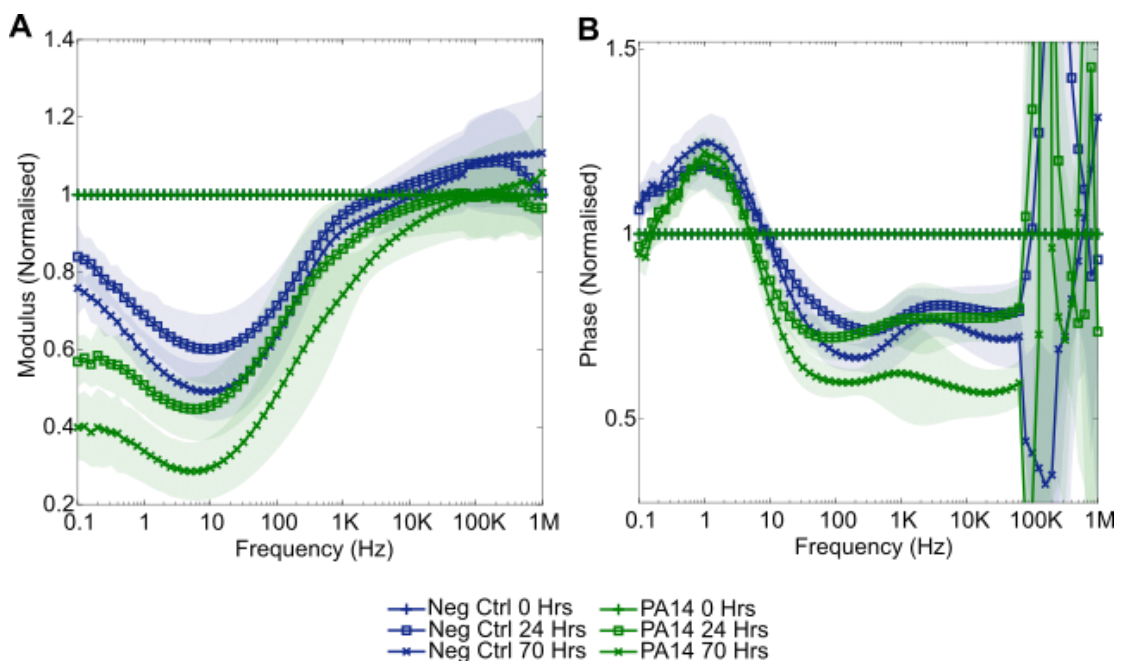 A
B
Modulus (Normalised)
1.4
1.2
1
0.8
0.6
0.4
0.2
0.1 1 10 100 1K 10K 100K 1M
Frequency (Hz)
Phase (Normalised)
1.5
1
0.5
0.1 1 10 100 1K 10K 100K 1M
Frequency (Hz)
Neg Ctrl 0 Hrs PA14 0 Hrs
Neg Ctrl 24 Hrs PA14 24 Hrs
Neg Ctrl 70 Hrs PA14 70 Hrs